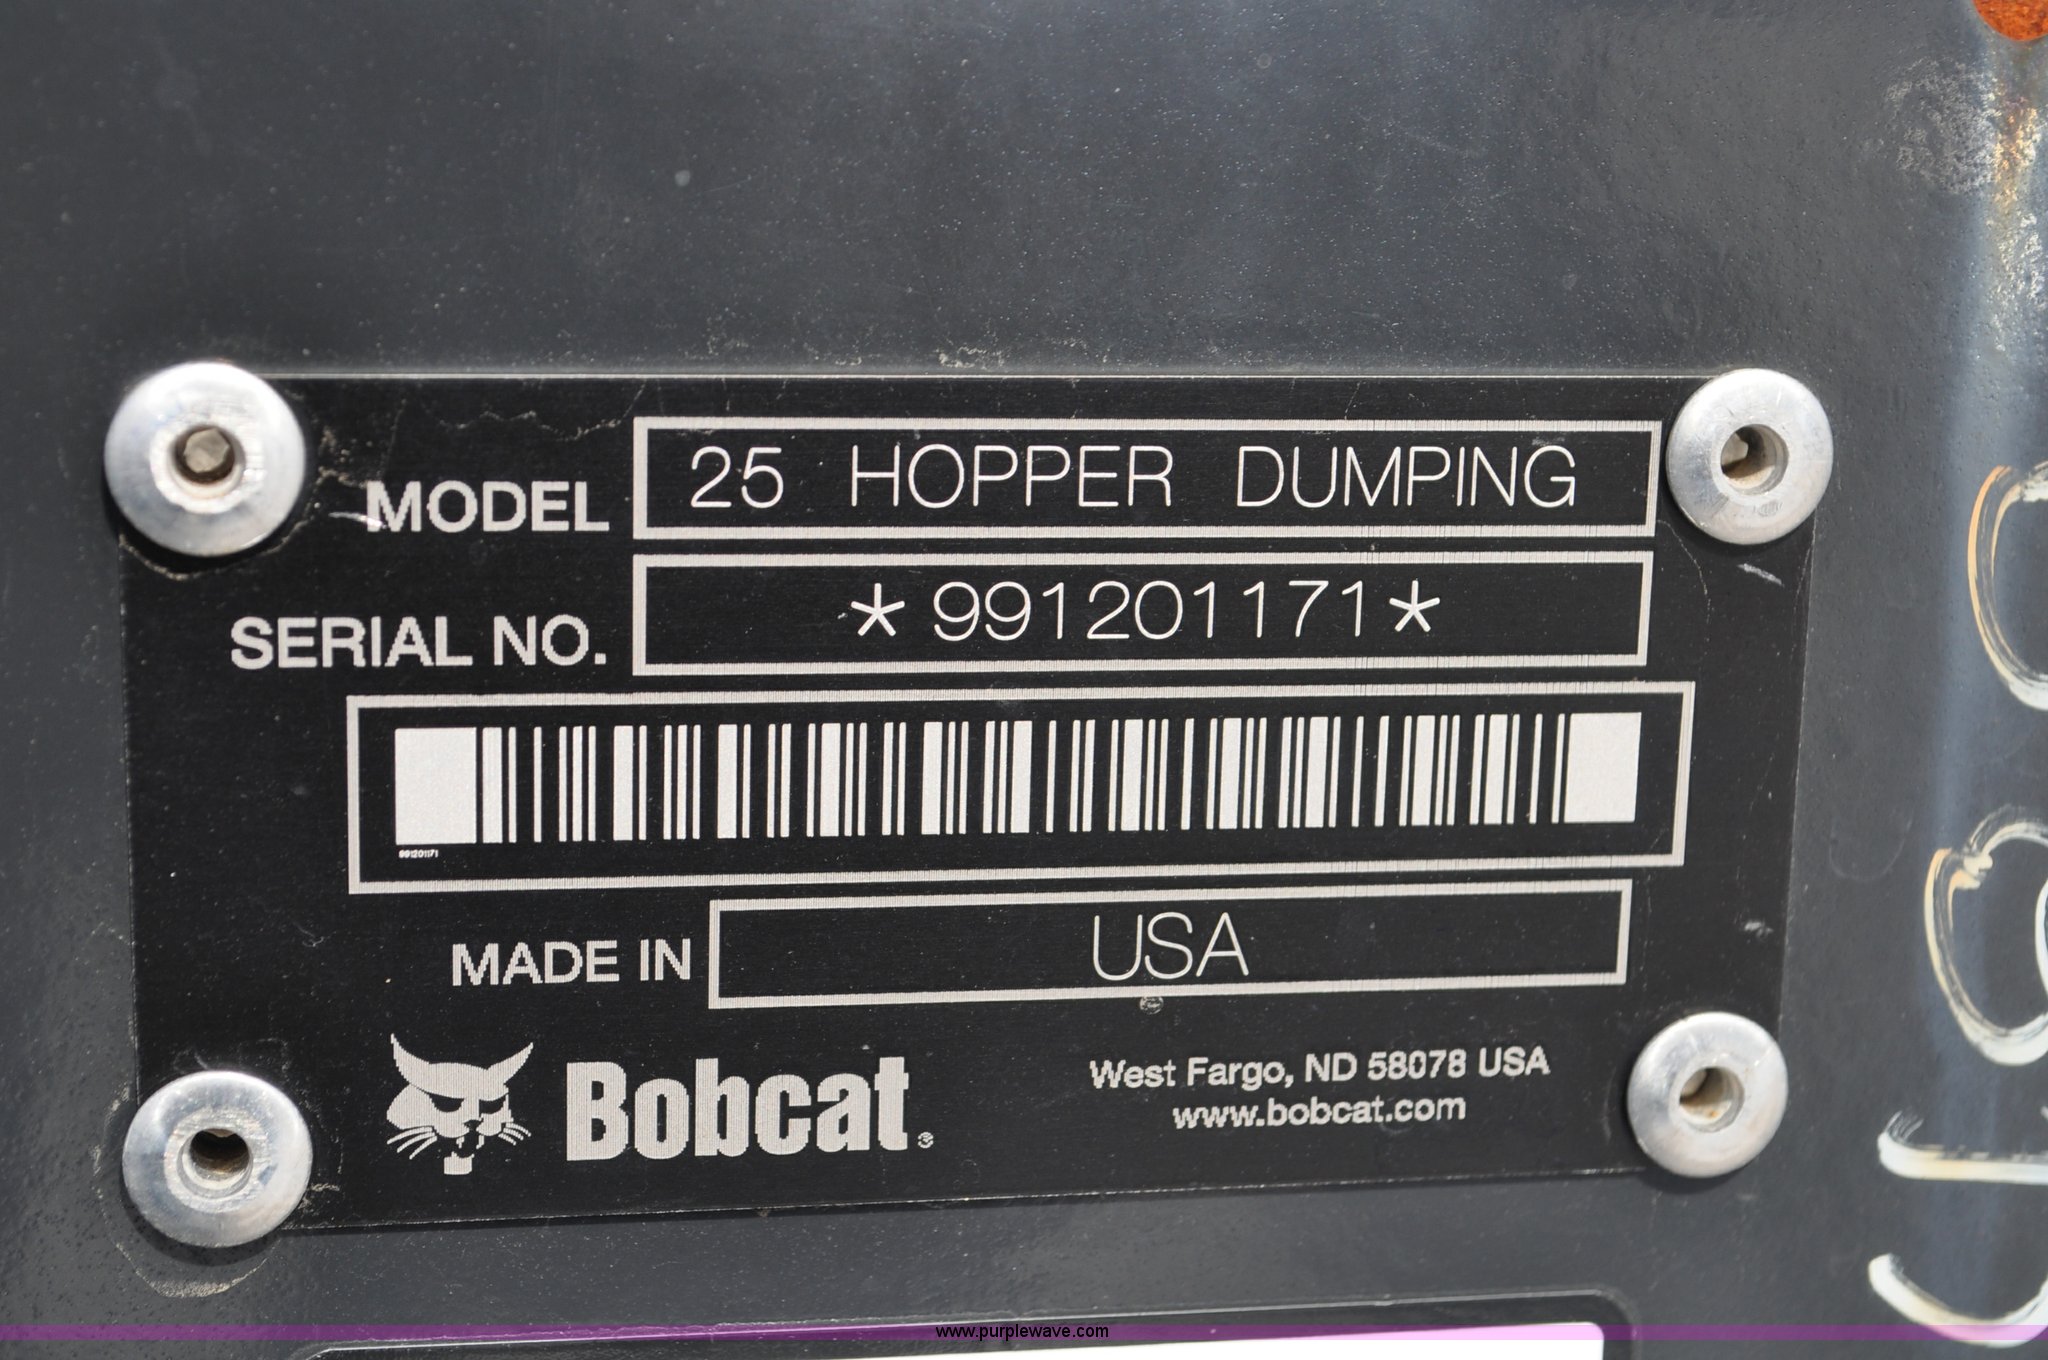 MODEL 25 HOPPER DUMPING
SERIAL NO. *991201171*
991201171
MADE IN USA
Bobcat®
West Fargo, ND 58078 USA
www.bobcat.com
www.purplewave.com